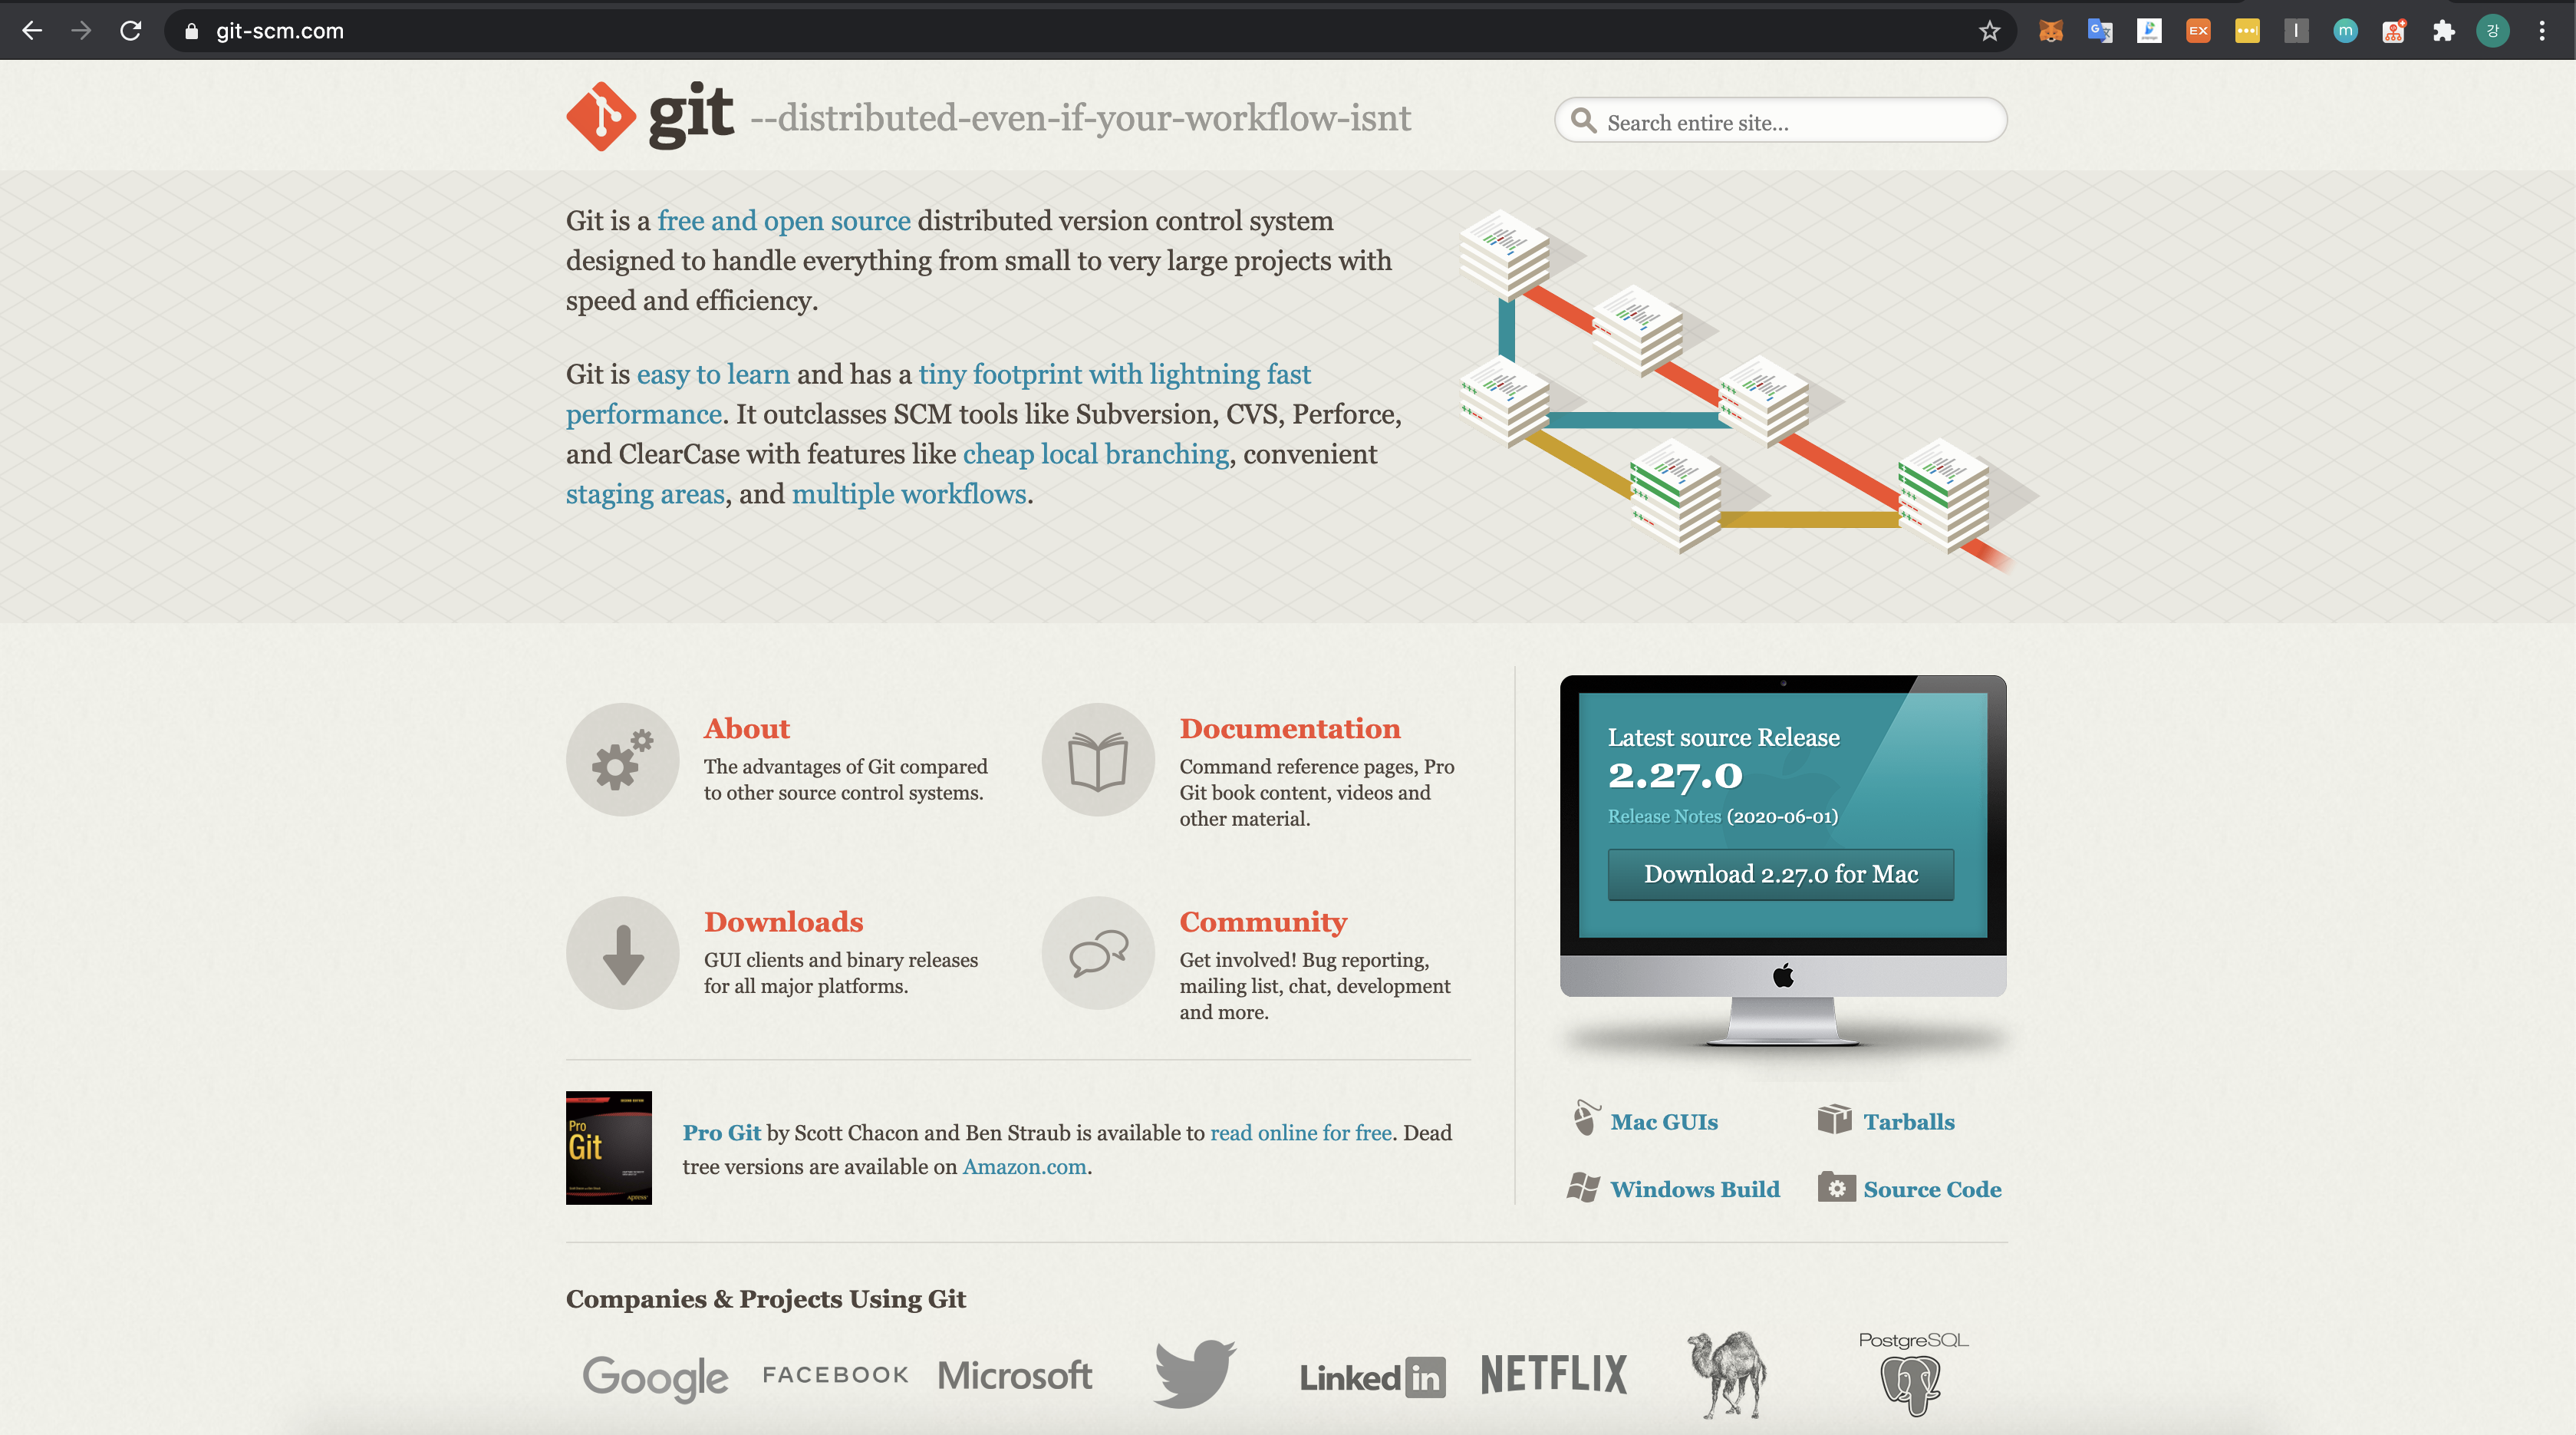 git-scm.com
강
git --distributed-even-if-your-workflow-isnt
Search entire site...
Git is a free and open source distributed version control system
designed to handle everything from small to very large projects with
speed and efficiency.
Git is easy to learn and has a tiny footprint with lightning fast
performance. It outclasses SCM tools like Subversion, CVS, Perforce,
and ClearCase with features like cheap local branching, convenient
staging areas, and multiple workflows.
About
The advantages of Git compared
to other source control systems.
Documentation
Command reference pages, Pro
Git book content, videos and
other material.
Downloads
GUI clients and binary releases
for all major platforms.
Community
Get involved! Bug reporting,
mailing list, chat, development
and more.
Pro
Git
Apress
Pro Git by Scott Chacon and Ben Straub is available to read online for free. Dead
tree versions are available on Amazon.com.
Latest source Release
2.27.0
Release Notes (2020-06-01)
Download 2.27.0 for Mac
Mac GUIs
Tarballs
Windows Build
Source Code
Companies & Projects Using Git
Google
FACEBOOK
Microsoft
Linked in
NETFLIX
PostgreSQL